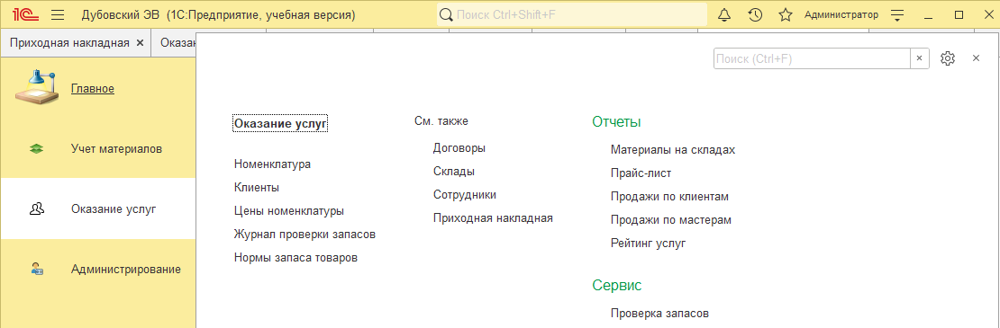 1С Дубовский ЭВ (1С:Предприятие, учебная версия) Поиск Ctrl+Shift+F Администратор
Приходная накладная × Оказан
Поиск (Ctrl+F) ×
Главное
Учет материалов
Оказание услуг
Администрирование
Оказание услуг
Номенклатура
Клиенты
Цены номенклатуры
Журнал проверки запасов
Нормы запаса товаров
См. также
Договоры
Склады
Сотрудники
Приходная накладная
Отчеты
Материалы на складах
Прайс-лист
Продажи по клиентам
Продажи по мастерам
Рейтинг услуг
Сервис
Проверка запасов